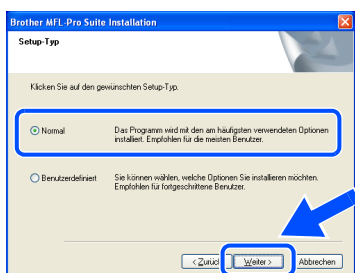 Brother MFL-Pro Suite Installation
Setup-Typ
Klicken Sie auf den gewünschten Setup-Typ.
Normal
Das Programm wird mit den am häufigsten verwendeten Optionen
installiert. Empfohlen für die meisten Benutzer.
Benutzerdefiniert
Sie können wählen, welche Optionen Sie installieren möchten.
Empfohlen für fortgeschrittene Benutzer.
< Zurück
Weiter >
Abbrechen